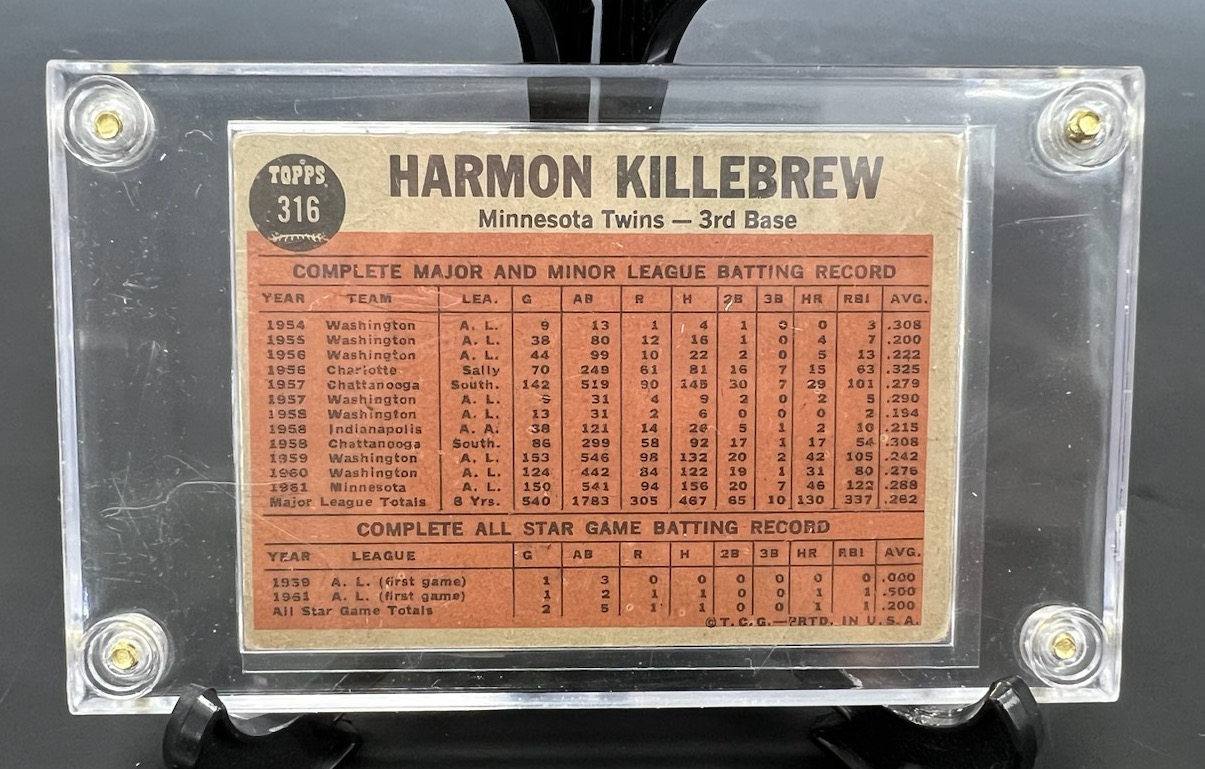 TOPPS
316
HARMON KILLEBREW
Minnesota Twins — 3rd Base
COMPLETE MAJOR AND MINOR LEAGUE BATTING RECORD
YEAR TEAM LEA. G AB R H 2B 3B HR RBI AVG.
1954 Washington A. L. 9 13 1 4 1 0 0 3 .308
1955 Washington A. L. 38 80 12 16 1 0 4 7 .200
1956 Washington A. L. 44 99 10 22 2 0 5 13 .222
1956 Charlotte Sally 70 249 61 81 16 7 15 63 .325
1957 Chattanooga South. 142 519 90 145 30 7 29 101 .279
1957 Washington A. L. 31 4 9 2 0 2 5 .290
1958 Washington A. L. 13 31 2 6 0 0 0 2 .194
1958 Indianapolis A. A. 38 121 14 26 5 1 2 10 .215
1958 Chattanooga South. 86 299 58 92 17 1 17 54 .308
1959 Washington A. L. 153 546 98 132 20 2 42 105 .242
1960 Washington A. L. 124 442 84 122 19 1 31 80 .276
1961 Minnesota A. L. 150 541 94 156 20 7 46 122 .288
Major League Totals 8 Yrs. 540 1783 305 467 65 10 130 337 .262
COMPLETE ALL STAR GAME BATTING RECORD
YEAR LEAGUE G AB R H 2B 3B HR RBI AVG.
1959 A. L. (first game) 1 3 0 0 0 0 0 0 .000
1961 A. L. (first game) 1 2 1 1 0 0 1 1 .500
All Star Game Totals 2 5 1 1 0 0 1 1 .200
© T. C. G.—PRTD. IN U. S. A.